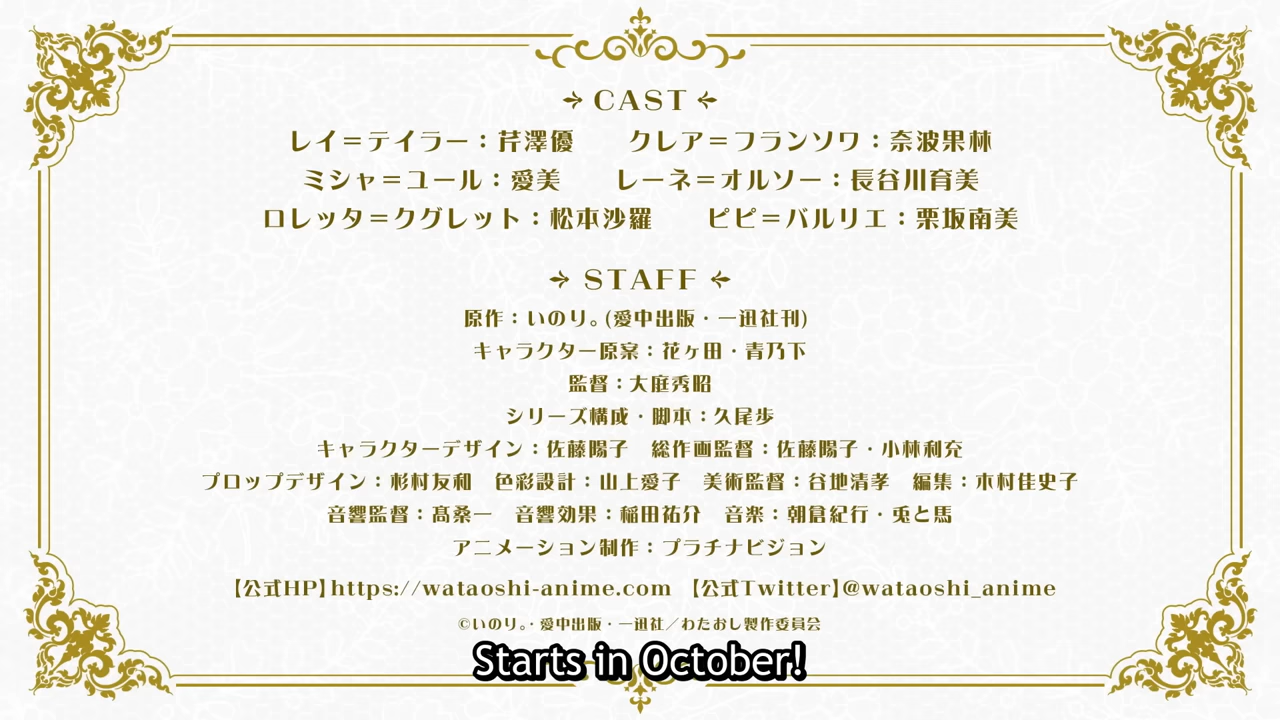 CAST
レイ＝テイラー：芹澤優　クレア＝フランソワ：奈波果林
ミシャ＝ユール：愛美　レーネ＝オルソー：長谷川育美
ロレッタ＝クグレット：松本沙羅　ピピ＝バルリエ：栗坂南美
STAFF
原作：いのり。(愛中出版・一迅社刊)
キャラクター原案：花ヶ田・青乃下
監督：大庭秀昭
シリーズ構成・脚本：久尾歩
キャラクターデザイン：佐藤陽子　総作画監督：佐藤陽子・小林利充
プロップデザイン：杉村友和　色彩設計：山上愛子　美術監督：谷地清孝　編集：木村佳史子
音響監督：髙桑一　音響効果：稲田祐介　音楽：朝倉紀行・兎と馬
アニメーション制作：プラチナビジョン
【公式HP】https://wataoshi-anime.com 【公式Twitter】@wataoshi_anime
©いのり。・愛中出版・一迅社／わたおし製作委員会
Starts in October!